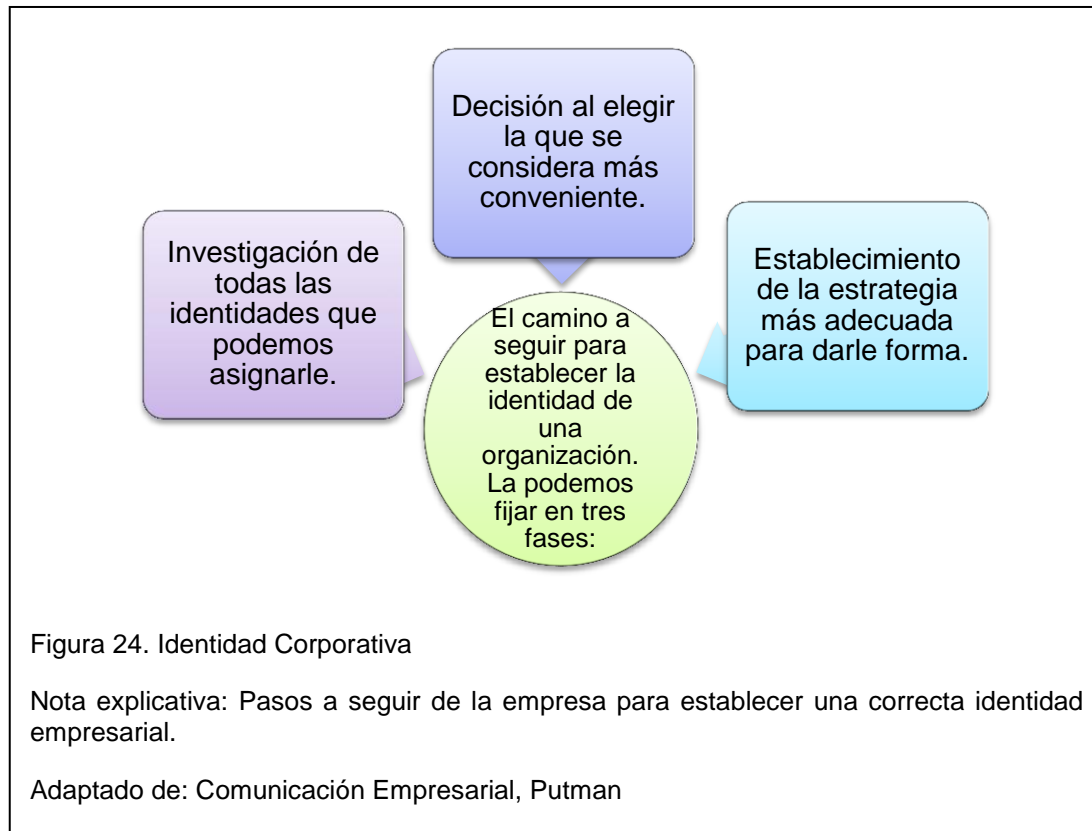 Decisión al elegir
la que se
considera más
conveniente.
Investigación de
todas las
identidades que
podemos
asignarle.
Establecimiento
de la estrategia
más adecuada
para darle forma.
El camino a
seguir para
establecer la
identidad de
una
organización.
La podemos
fijar en tres
fases:
Figura 24. Identidad Corporativa
Nota explicativa: Pasos a seguir de la empresa para establecer una correcta identidad
empresarial.
Adaptado de: Comunicación Empresarial, Putman